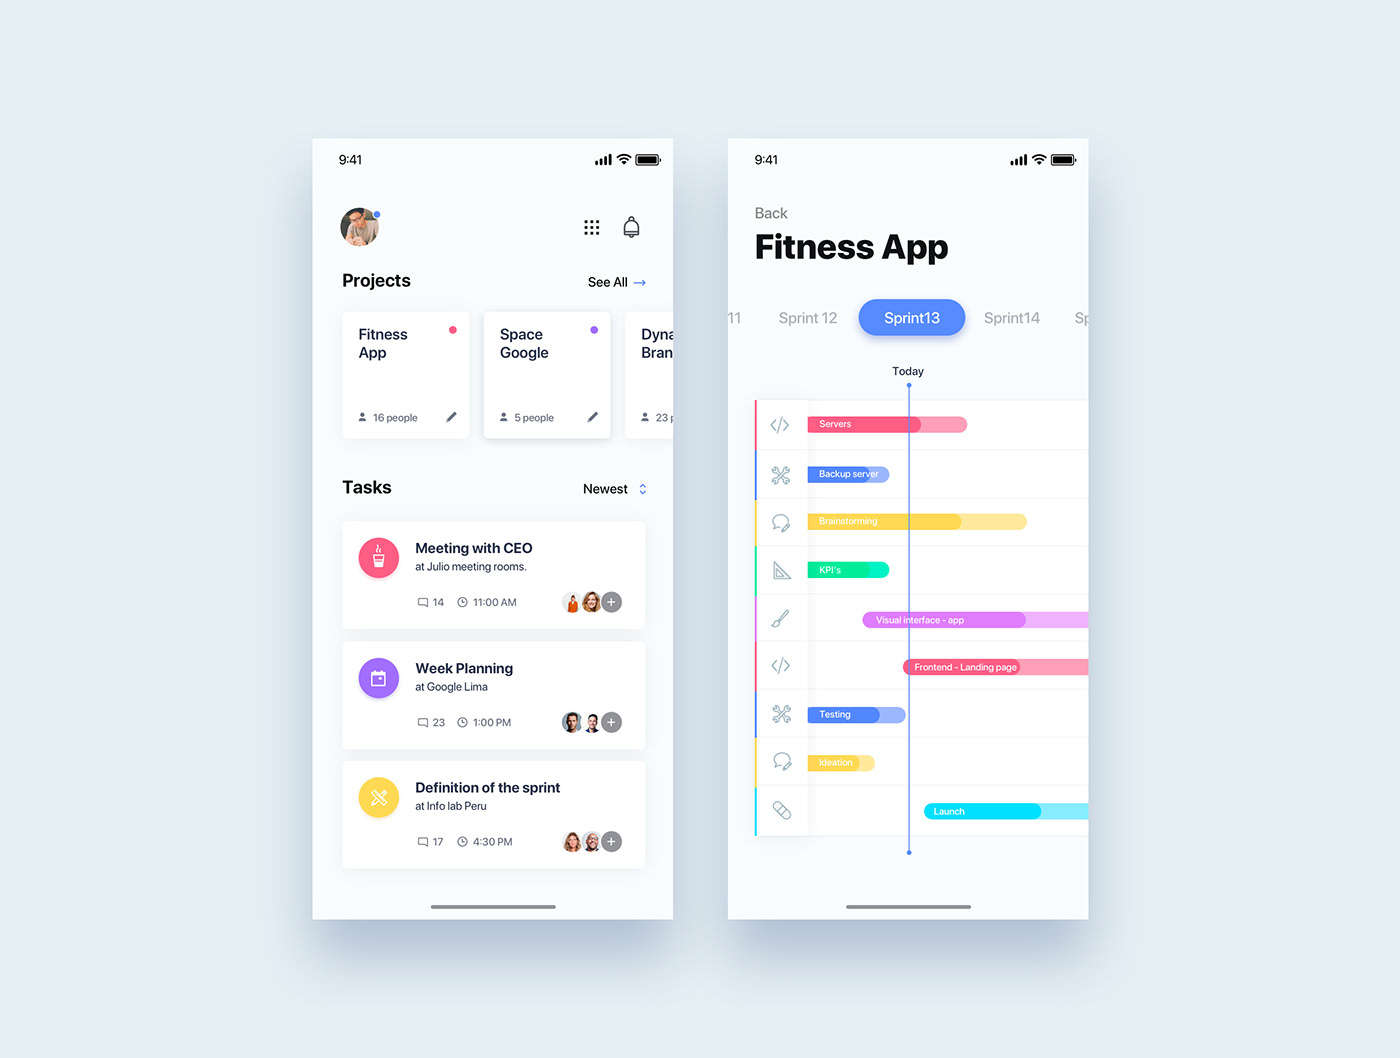 9:41
Projects
See All
Fitness
App
16 people
Space
Google
5 people
Dyna
Bran
23 p
Tasks
Newest
Meeting with CEO
at Julio meeting rooms.
14
11:00 AM
Week Planning
at Google Lima
23
1:00 PM
Definition of the sprint
at Info lab Peru
17
4:30 PM
9:41
Back
Fitness App
11
Sprint 12
Sprint13
Sprint14
Sp
Today
Servers
Backup server
Brainstorming
KPI's
Visual interface - app
Frontend - Landing page
Testing
Ideation
Launch